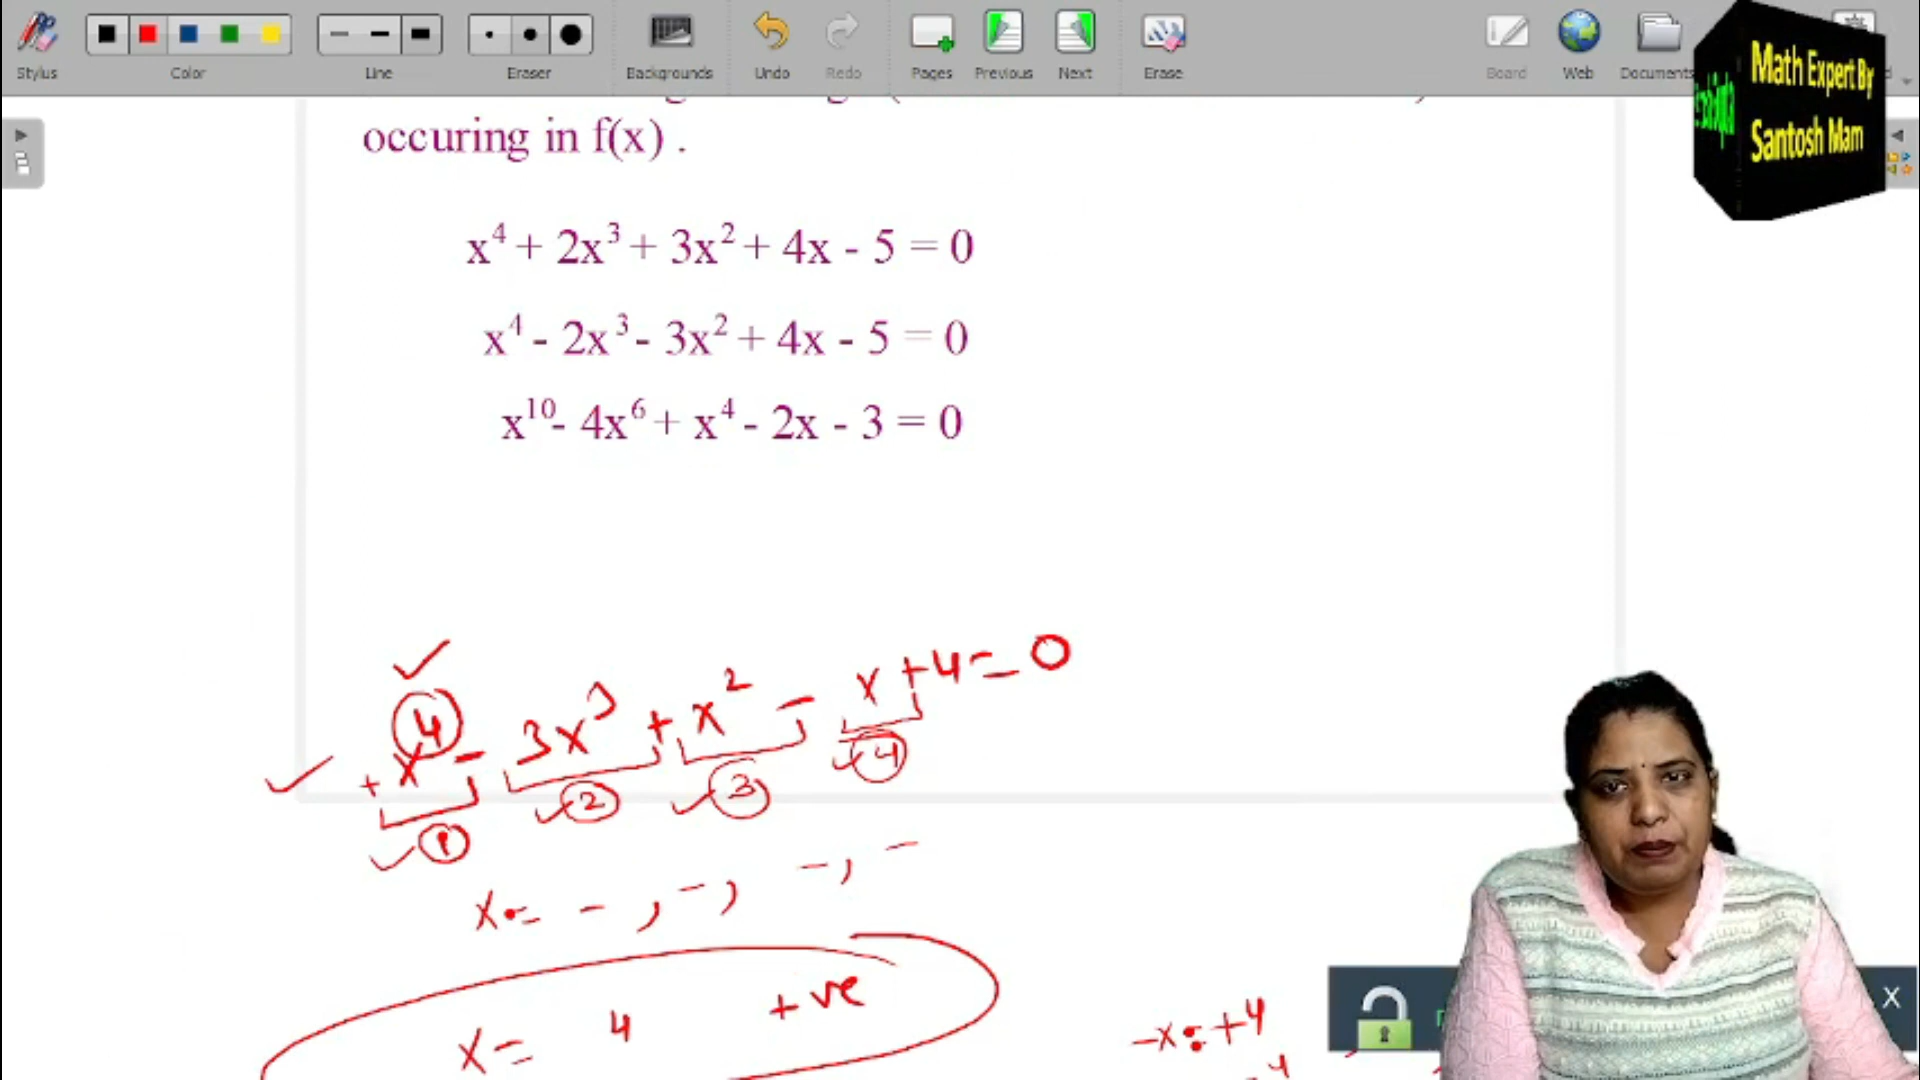 Stylus Color Line Eraser Backgrounds Undo Redo Pages Previous Next Erase Board Web Documents
Math Expert By
Santosh Mam
occuring in f(x) .
x⁴ + 2x³ + 3x² + 4x - 5 = 0
x⁴ - 2x³ - 3x² + 4x - 5 = 0
x¹⁰ - 4x⁶ + x⁴ - 2x - 3 = 0
+ x⁴ - 3x³ + x² - x + 4 = 0
1 2 3 4
x = - , - , - , -
x = 4 +ve
-x = +4
-4
X